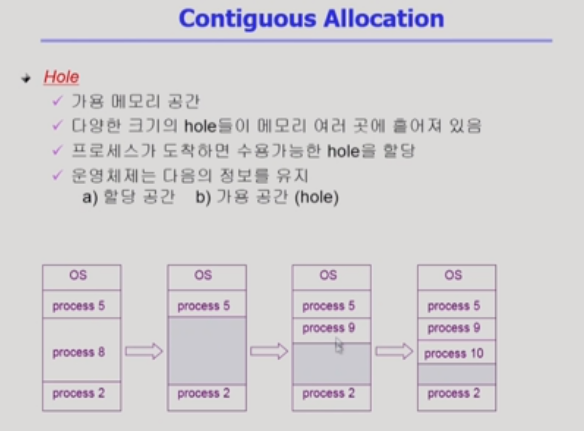 Contiguous Allocation
Hole
가용 메모리 공간
다양한 크기의 hole들이 메모리 여러 곳에 흩어져 있음
프로세스가 도착하면 수용가능한 hole을 할당
운영체제는 다음의 정보를 유지
a) 할당 공간 b) 가용 공간 (hole)
OS
process 5
process 8
process 2
OS
process 5
process 2
OS
process 5
process 9
process 2
OS
process 5
process 9
process 10
process 2